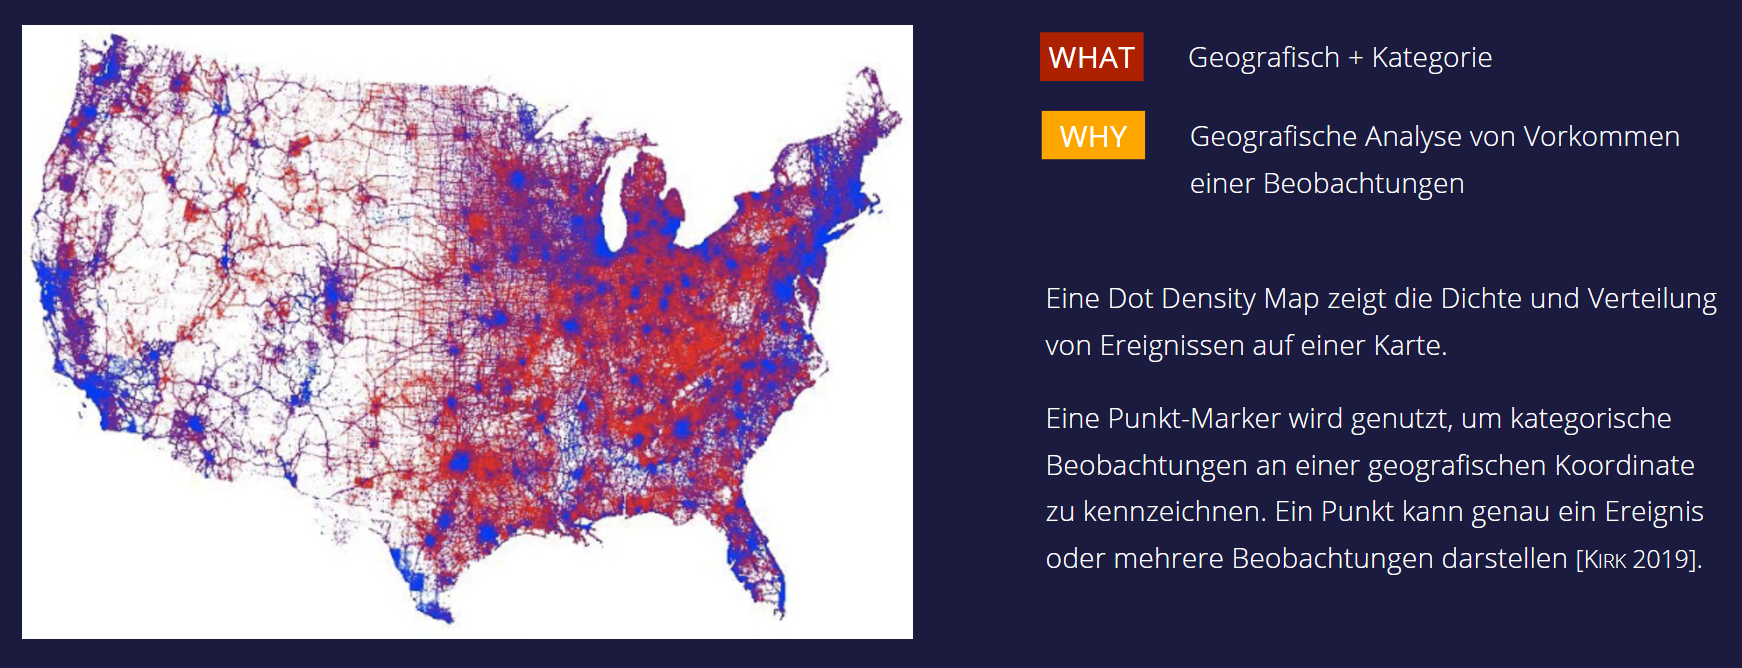 WHAT Geografisch + Kategorie
WHY Geografische Analyse von Vorkommen
einer Beobachtungen
Eine Dot Density Map zeigt die Dichte und Verteilung
von Ereignissen auf einer Karte.
Eine Punkt-Marker wird genutzt, um kategorische
Beobachtungen an einer geografischen Koordinate
zu kennzeichnen. Ein Punkt kann genau ein Ereignis
oder mehrere Beobachtungen darstellen [KIRK 2019].